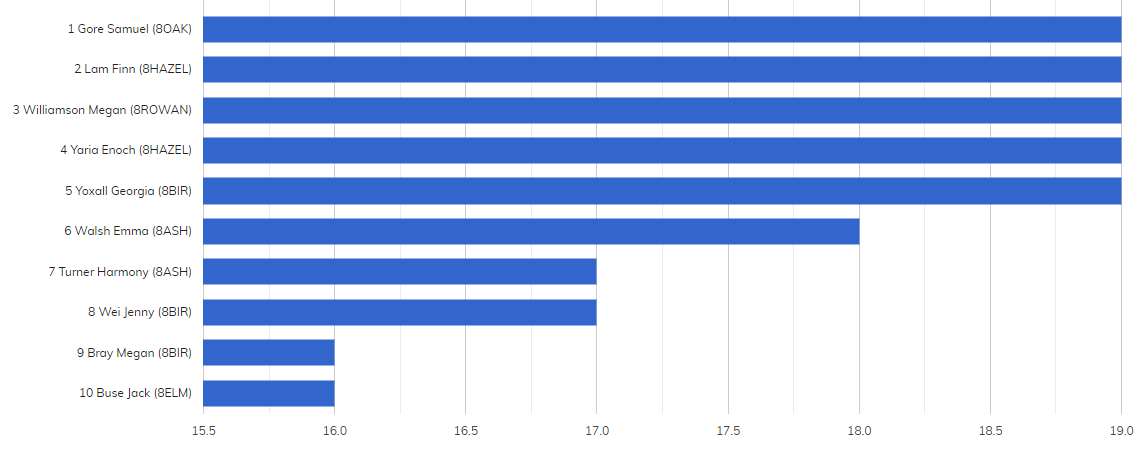 1 Gore Samuel (8OAK)
2 Lam Finn (8HAZEL)
3 Williamson Megan (8ROWAN)
4 Yaria Enoch (8HAZEL)
5 Yoxall Georgia (8BIR)
6 Walsh Emma (8ASH)
7 Turner Harmony (8ASH)
8 Wei Jenny (8BIR)
9 Bray Megan (8BIR)
10 Buse Jack (8ELM)
15.5 16.0 16.5 17.0 17.5 18.0 18.5 19.0